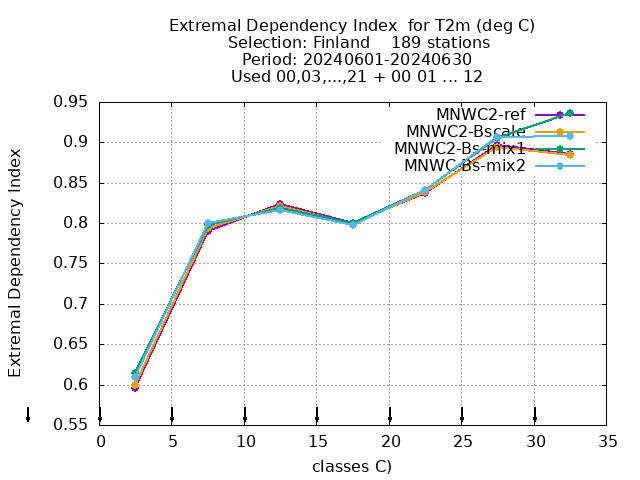 Extremal Dependency Index  for T2m (deg C)
Selection: Finland    189 stations
Period: 20240601-20240630
Used 00,03,...,21 + 00 01 ... 12
Extremal Dependency Index
0.95
0.9
0.85
0.8
0.75
0.7
0.65
0.6
0.55
MNWC2-ref
MNWC2-Bscale
MNWC2-Bs-mix1
MNWC-Bs-mix2
0 5 10 15 20 25 30 35
classes C)